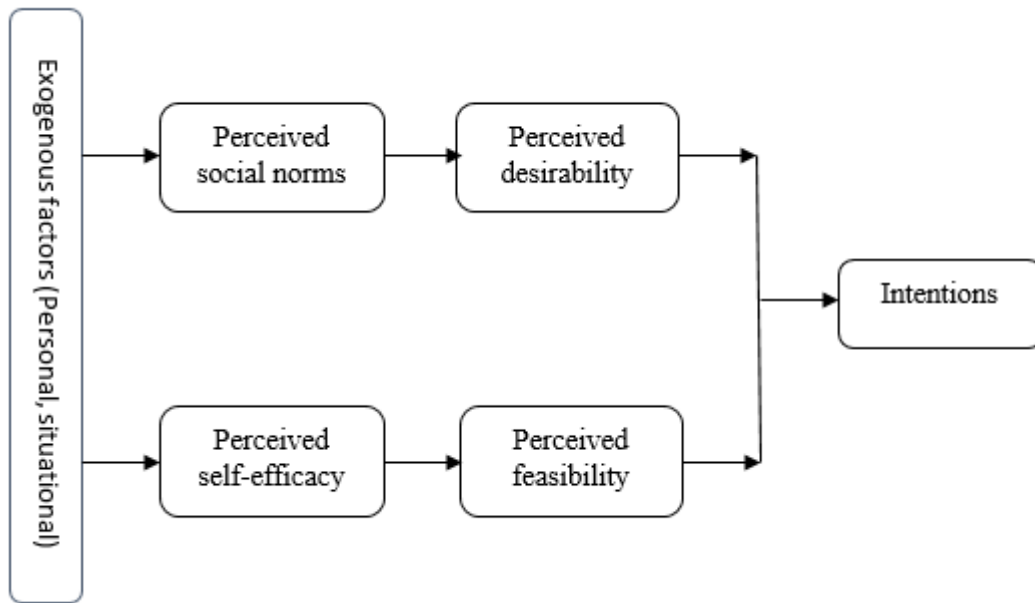 Exogenous factors (Personal, situational)
Perceived
social norms
Perceived
desirability
Intentions
Perceived
self-efficacy
Perceived
feasibility